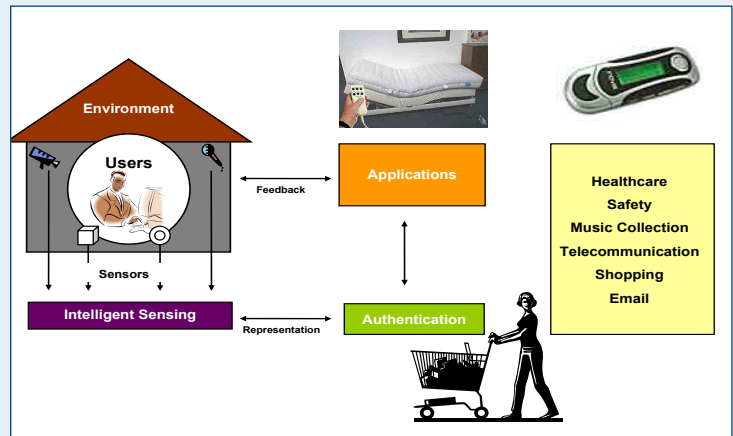 Environment
Users
Feedback
Applications
Sensors
Intelligent Sensing
Representation
Authentication
Healthcare
Safety
Music Collection
Telecommunication
Shopping
Email